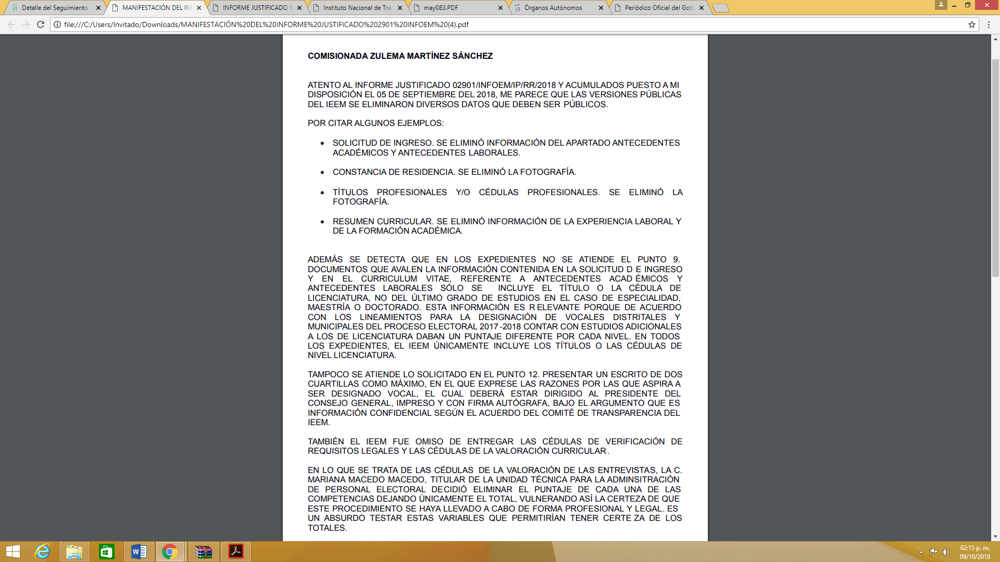 Detalle del Seguimiento
MANIFESTACIÓN DEL IN
INFORME JUSTIFICADO
Instituto Nacional de Tra
may083.PDF
Órganos Autónomos
Periódico Oficial del Gob
file:///C:/Users/Invitado/Downloads/MANIFESTACIÓN%20DEL%20INFORME%20JUSTIFICADO%202901%20INFOEM%20(4).pdf
COMISIONADA ZULEMA MARTÍNEZ SÁNCHEZ
ATENTO AL INFORME JUSTIFICADO 02901/INFOEM/IP/RR/2018 Y ACUMULADOS PUESTO A MI
DISPOSICIÓN EL 05 DE SEPTIEMBRE DEL 2018, ME PARECE QUE LAS VERSIONES PÚBLICAS
DEL IEEM SE ELIMINARON DIVERSOS DATOS QUE DEBEN SER PÚBLICOS.
POR CITAR ALGUNOS EJEMPLOS:
• SOLICITUD DE INGRESO. SE ELIMINÓ INFORMACIÓN DEL APARTADO ANTECEDENTES
ACADÉMICOS Y ANTECEDENTES LABORALES.
• CONSTANCIA DE RESIDENCIA. SE ELIMINÓ LA FOTOGRAFÍA.
• TÍTULOS PROFESIONALES Y/O CÉDULAS PROFESIONALES. SE ELIMINÓ LA
FOTOGRAFÍA.
• RESUMEN CURRICULAR. SE ELIMINÓ INFORMACIÓN DE LA EXPERIENCIA LABORAL Y
DE LA FORMACIÓN ACADÉMICA.
ADEMÁS SE DETECTA QUE EN LOS EXPEDIENTES NO SE ATIENDE EL PUNTO 9.
DOCUMENTOS QUE AVALEN LA INFORMACIÓN CONTENIDA EN LA SOLICITUD D E INGRESO
Y EN EL CURRICULUM VITAE, REFERENTE A ANTECEDENTES ACAD ÉMICOS Y
ANTECEDENTES LABORALES SÓLO SE INCLUYE EL TÍTULO O LA CÉDULA DE
LICENCIATURA, NO DEL ÚLTIMO GRADO DE ESTUDIOS EN EL CASO DE ESPECIALIDAD,
MAESTRÍA O DOCTORADO. ESTA INFORMACIÓN ES R ELEVANTE PORQUE DE ACUERDO
CON LOS LINEAMIENTOS PARA LA DESIGNACIÓN DE VOCALES DISTRITALES Y
MUNICIPALES DEL PROCESO ELECTORAL 2017-2018 CONTAR CON ESTUDIOS ADICIONALES
A LOS DE LICENCIATURA DABAN UN PUNTAJE DIFERENTE POR CADA NIVEL. EN TODOS
LOS EXPEDIENTES, EL IEEM ÚNICAMENTE INCLUYE LOS TÍTULOS O LAS CÉDULAS DE
NIVEL LICENCIATURA.
TAMPOCO SE ATIENDE LO SOLICITADO EN EL PUNTO 12. PRESENTAR UN ESCRITO DE DOS
CUARTILLAS COMO MÁXIMO, EN EL QUE EXPRESE LAS RAZONES POR LAS QUE ASPIRA A
SER DESIGNADO VOCAL, EL CUAL DEBERÁ ESTAR DIRIGIDO AL PRESIDENTE DEL
CONSEJO GENERAL, IMPRESO Y CON FIRMA AUTÓGRAFA, BAJO EL ARGUMENTO QUE ES
INFORMACIÓN CONFIDENCIAL SEGÚN EL ACUERDO DEL COMITÉ DE TRANSPARENCIA DEL
IEEM.
TAMBIÉN EL IEEM FUE OMISO DE ENTREGAR LAS CÉDULAS DE VERIFICACIÓN DE
REQUISITOS LEGALES Y LAS CÉDULAS DE LA VALORACIÓN CURRICULAR.
EN LO QUE SE TRATA DE LAS CÉDULAS DE LA VALORACIÓN DE LAS ENTREVISTAS, LA C.
MARIANA MACEDO MACEDO, TITULAR DE LA UNIDAD TÉCNICA PARA LA ADMINSITRACIÓN
DE PERSONAL ELECTORAL DECIDIÓ ELIMINAR EL PUNTAJE DE CADA UNA DE LAS
COMPETENCIAS DEJANDO ÚNICAMENTE EL TOTAL, VULNERANDO ASÍ LA CERTEZA DE QUE
ESTE PROCEDIMIENTO SE HAYA LLEVADO A CABO DE FORMA PROFESIONAL Y LEGAL. ES
UN ABSURDO TESTAR ESTAS VARIABLES QUE PERMITIRÍAN TENER CERTE ZA DE LOS
TOTALES.
02:15 p. m.
09/10/2018